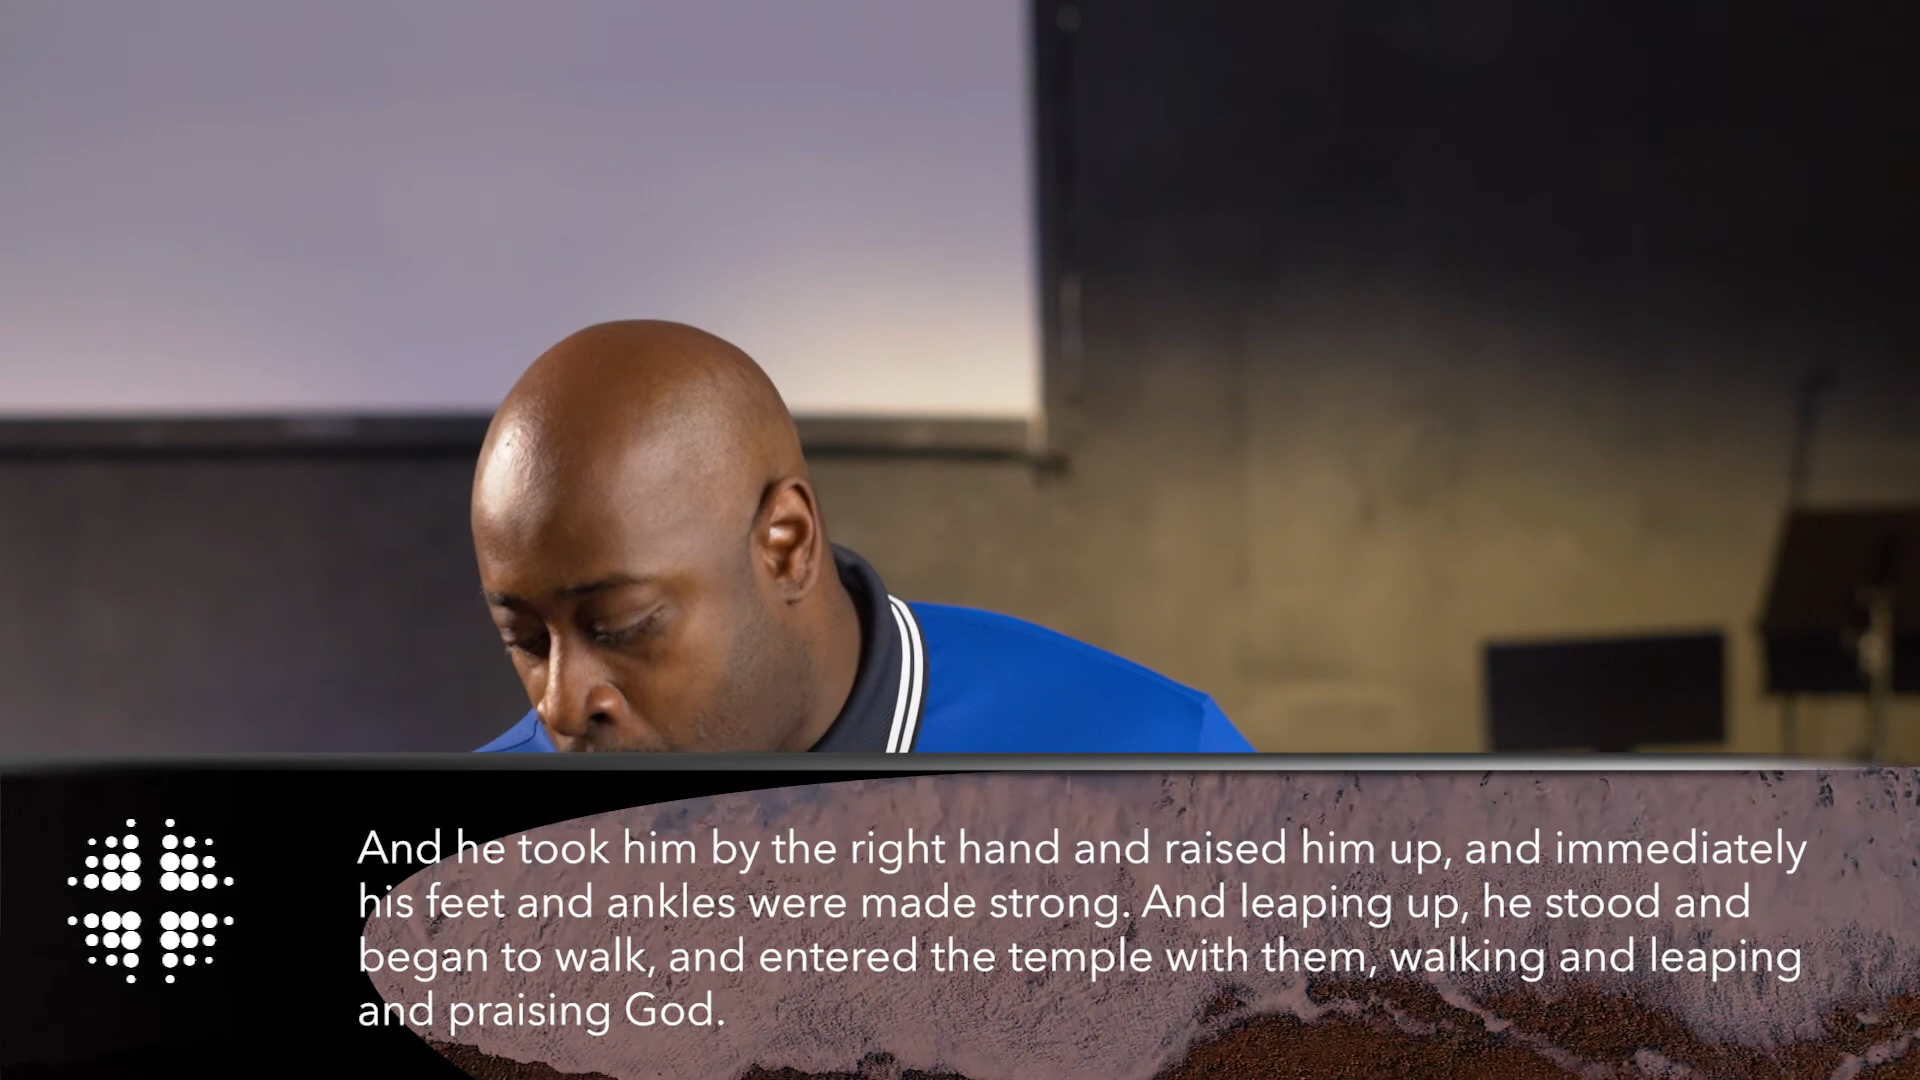 And he took him by the right hand and raised him up, and immediately
his feet and ankles were made strong. And leaping up, he stood and
began to walk, and entered the temple with them, walking and leaping
and praising God.